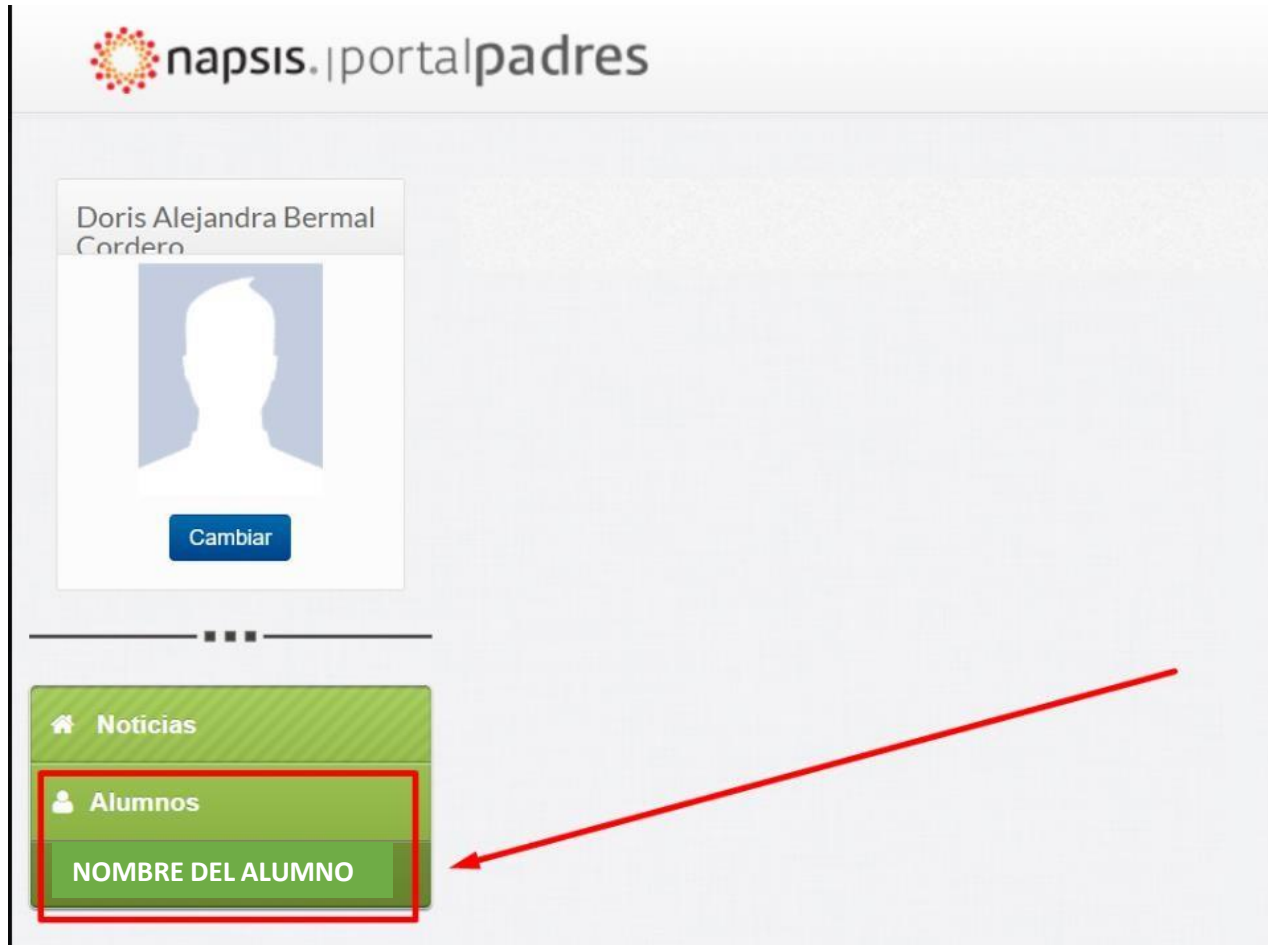 napsis. | portalpadres
Doris Alejandra Bermal
Cordero
Cambiar
Noticias
Alumnos
NOMBRE DEL ALUMNO